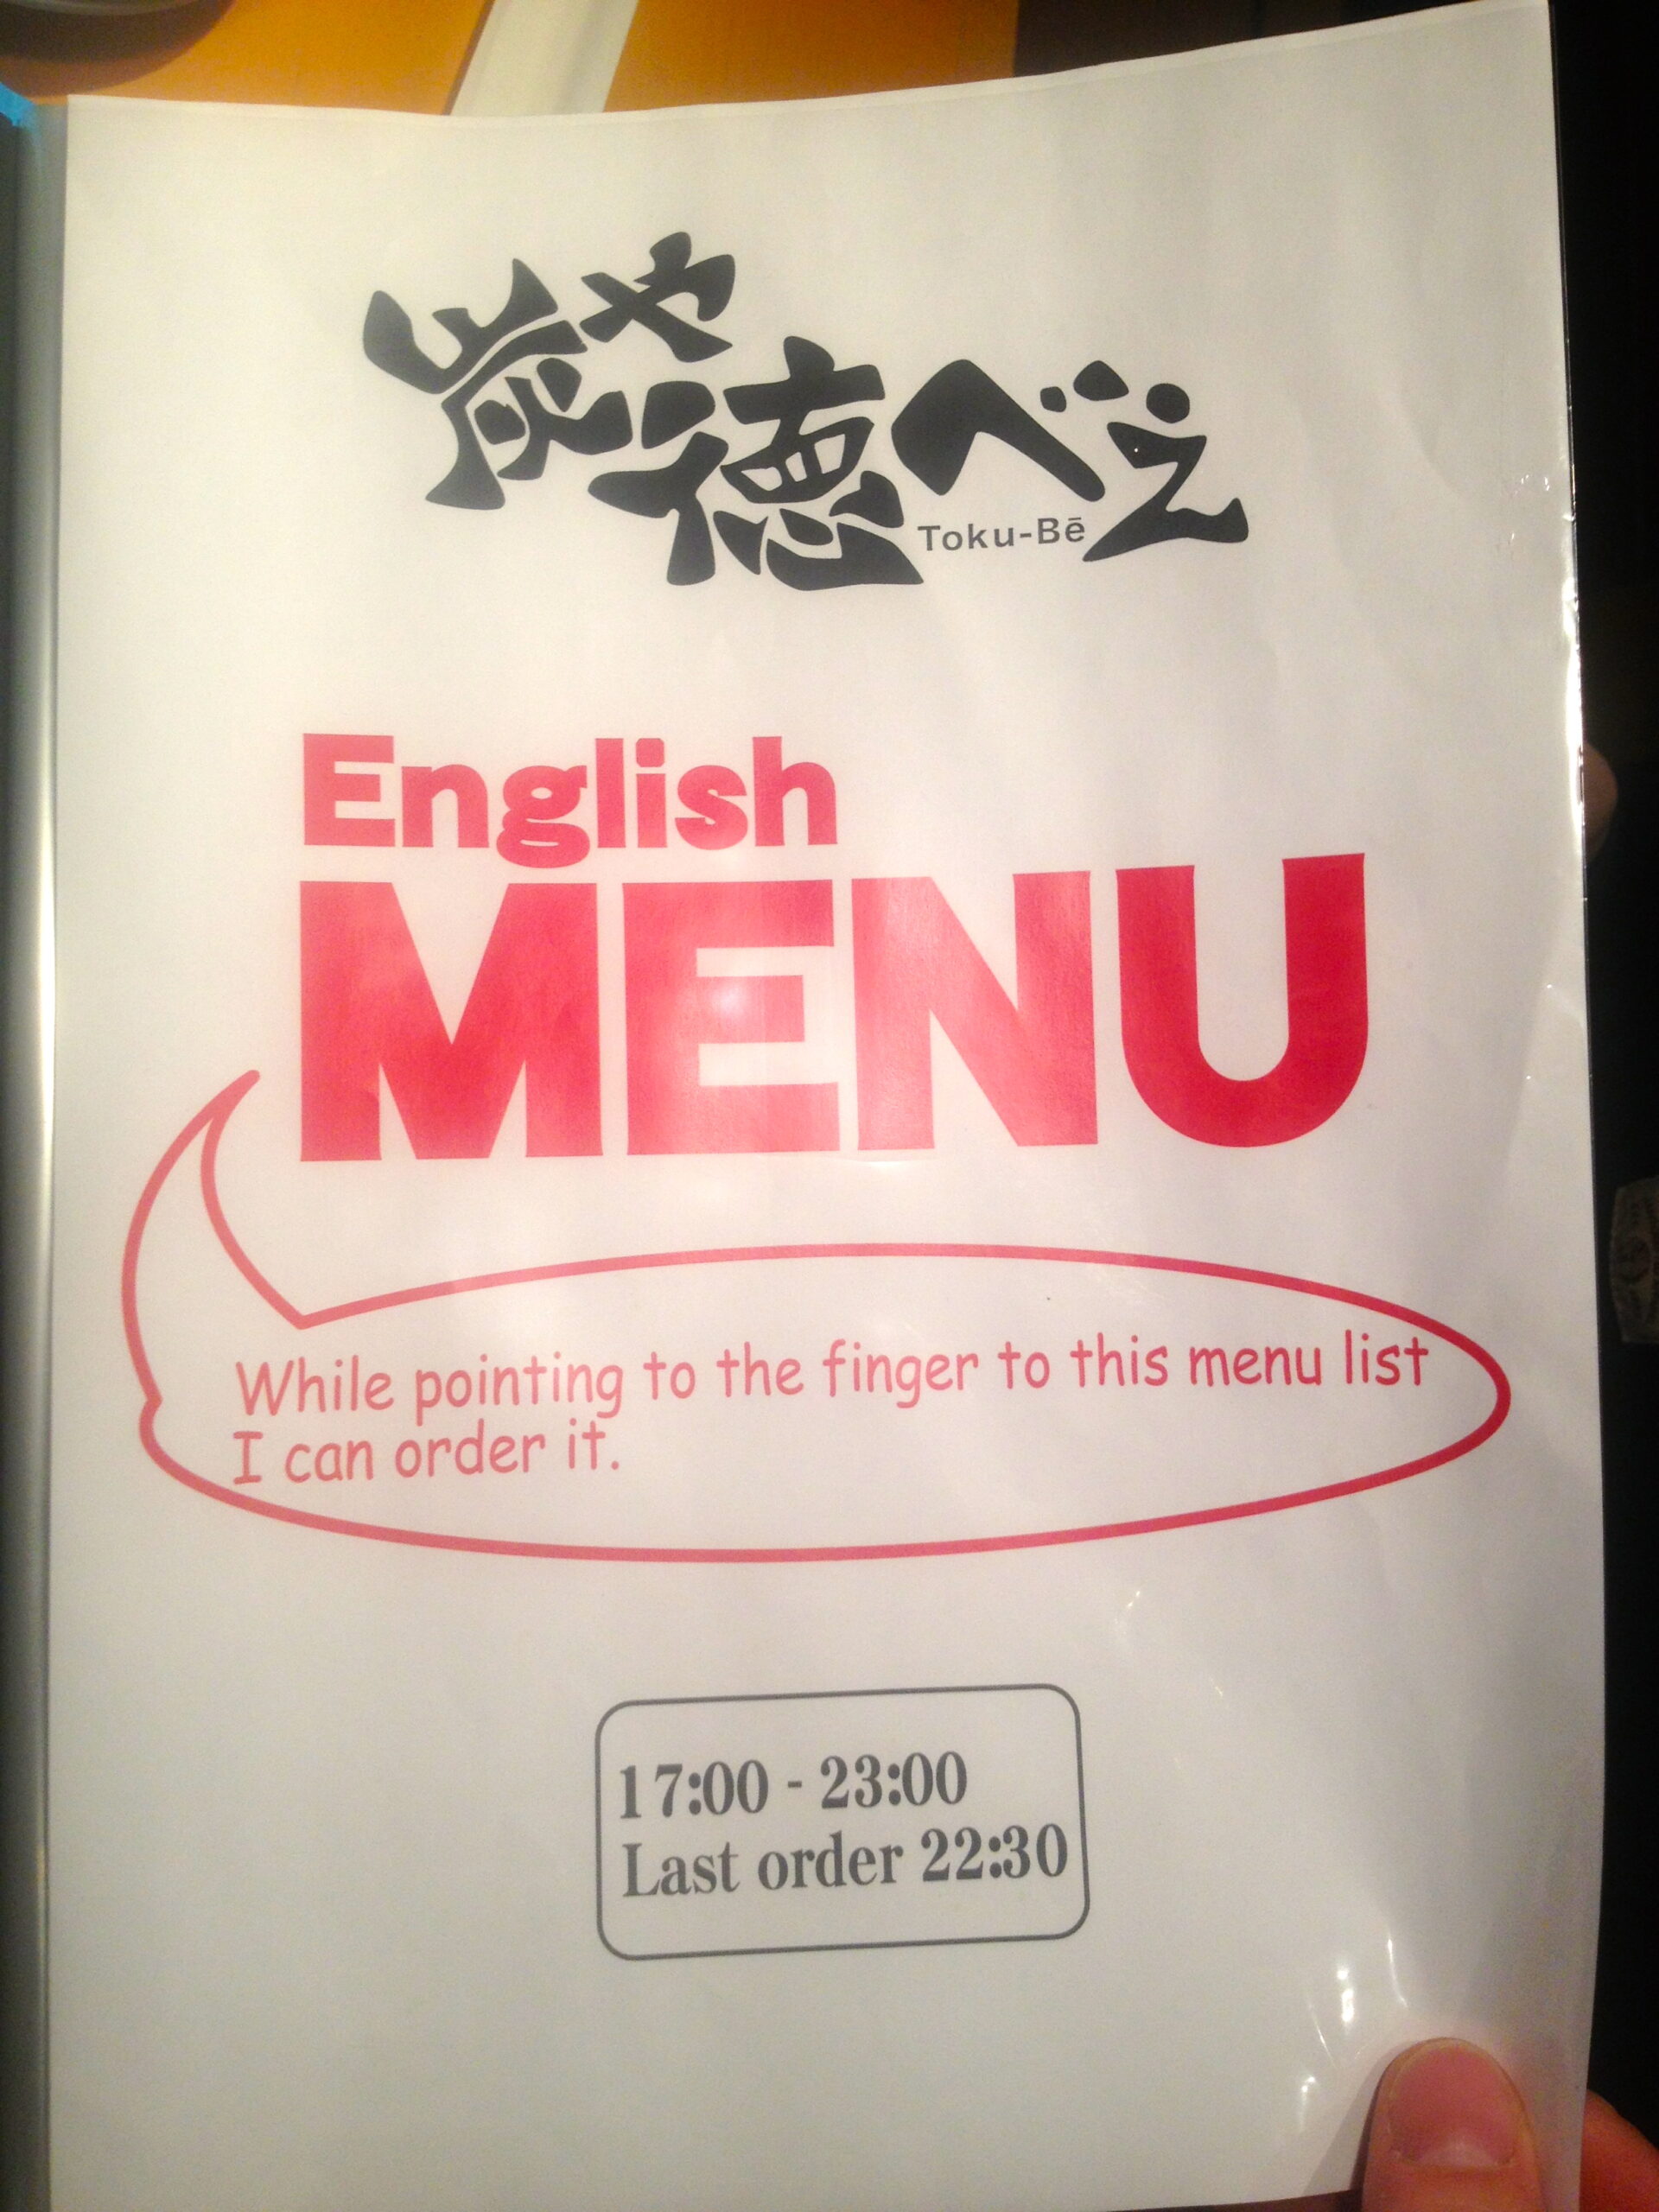 炭や
徳べえ
Toku-Bē
English
MENU
While pointing to the finger to this menu list
I can order it.
17:00 - 23:00
Last order 22:30